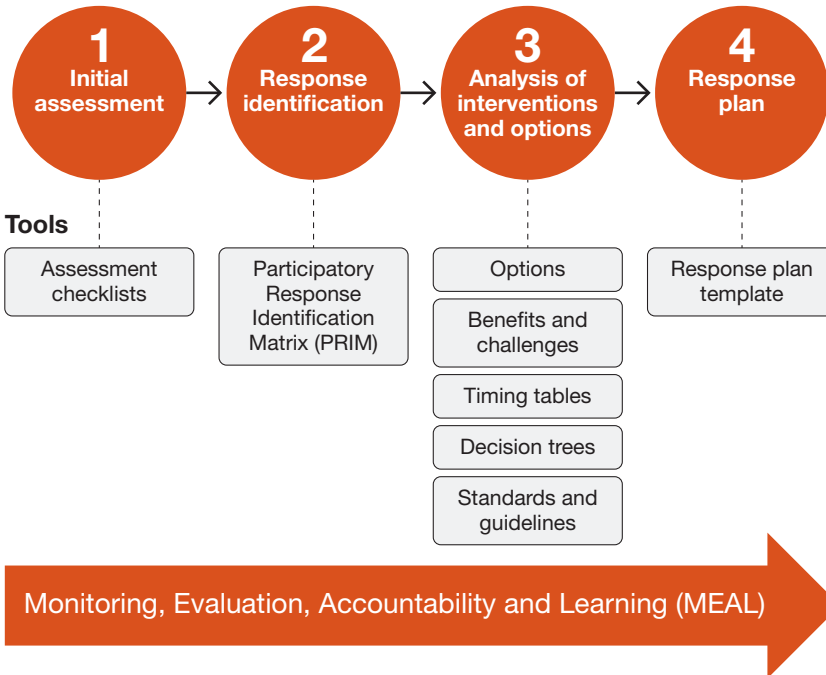 1
Initial
assessment
2
Response
identification
3
Analysis of
interventions
and options
4
Response
plan
Tools
Assessment
checklists
Participatory
Response
Identification
Matrix (PRIM)
Options
Benefits and
challenges
Timing tables
Decision trees
Standards and
guidelines
Response plan
template
Monitoring, Evaluation, Accountability and Learning (MEAL)